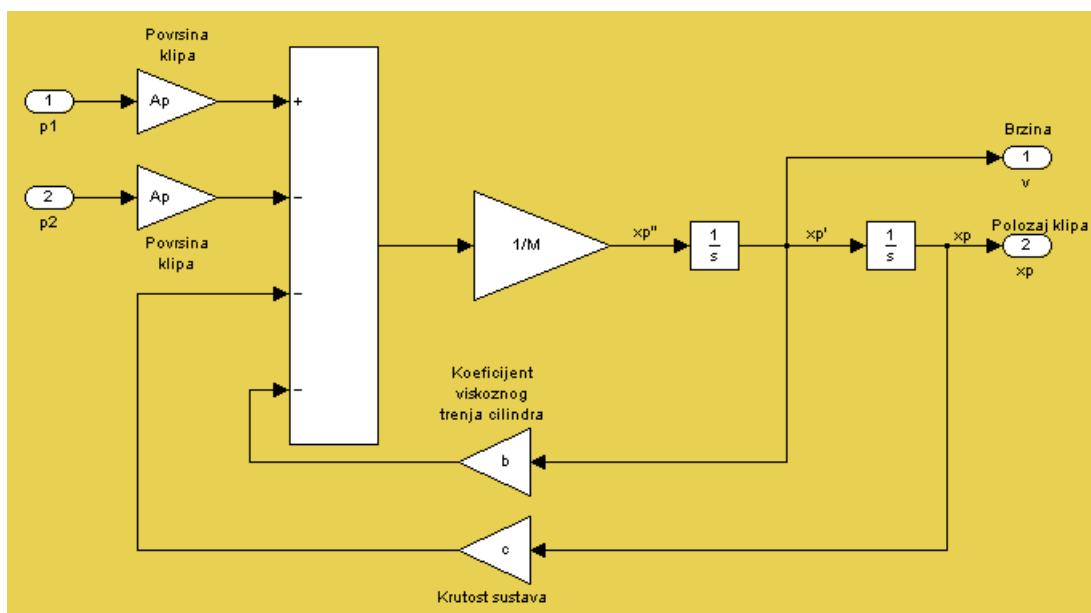 Povrsina
klipa
1
Ap
p1
+
2
Ap
p2
−
Povrsina
klipa
−
−
1/M
xp''
1
s
xp'
1
s
xp
Brzina
1
v
Polozaj klipa
2
xp
Koeficijent
viskoznog
trenja cilindra
b
c
Krutost sustava